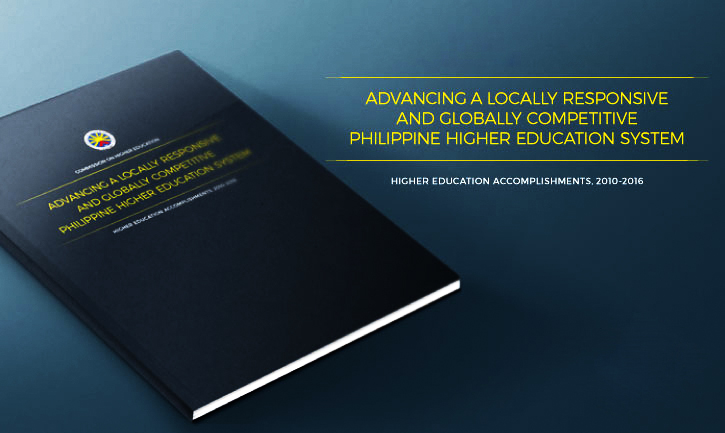 COMMISSION ON HIGHER EDUCATION
ADVANCING A LOCALLY RESPONSIVE
AND GLOBALLY COMPETITIVE
PHILIPPINE HIGHER EDUCATION SYSTEM
HIGHER EDUCATION ACCOMPLISHMENTS, 2010-2016
ADVANCING A LOCALLY RESPONSIVE
AND GLOBALLY COMPETITIVE
PHILIPPINE HIGHER EDUCATION SYSTEM
HIGHER EDUCATION ACCOMPLISHMENTS, 2010-2016